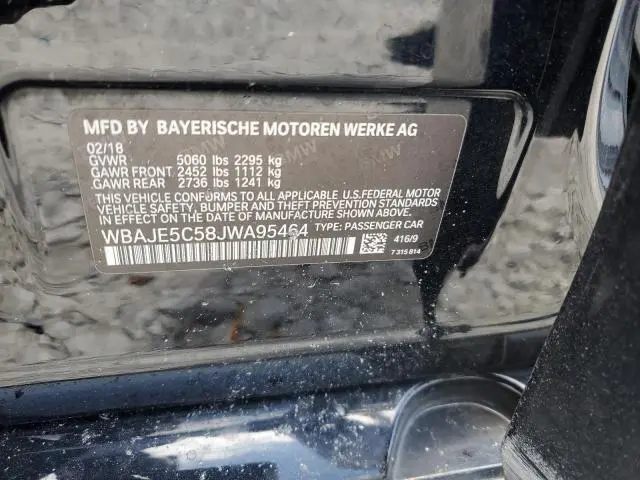 MFD BY BAYERISCHE MOTOREN WERKE AG
02/18
GVWR 5060 lbs 2295 kg
GAWR FRONT 2452 lbs 1112 kg
GAWR REAR 2736 lbs 1241 kg
THIS VEHICLE CONFORMS TO ALL APPLICABLE U.S.FEDERAL MOTOR
VEHICLE SAFETY, BUMPER AND THEFT PREVENTION STANDARDS
IN EFFECT ON THE DATE OF MANUFACTURE SHOWN ABOVE.
WBAJE5C58JWA95464 TYPE: PASSENGER CAR
416/9
7 315 814